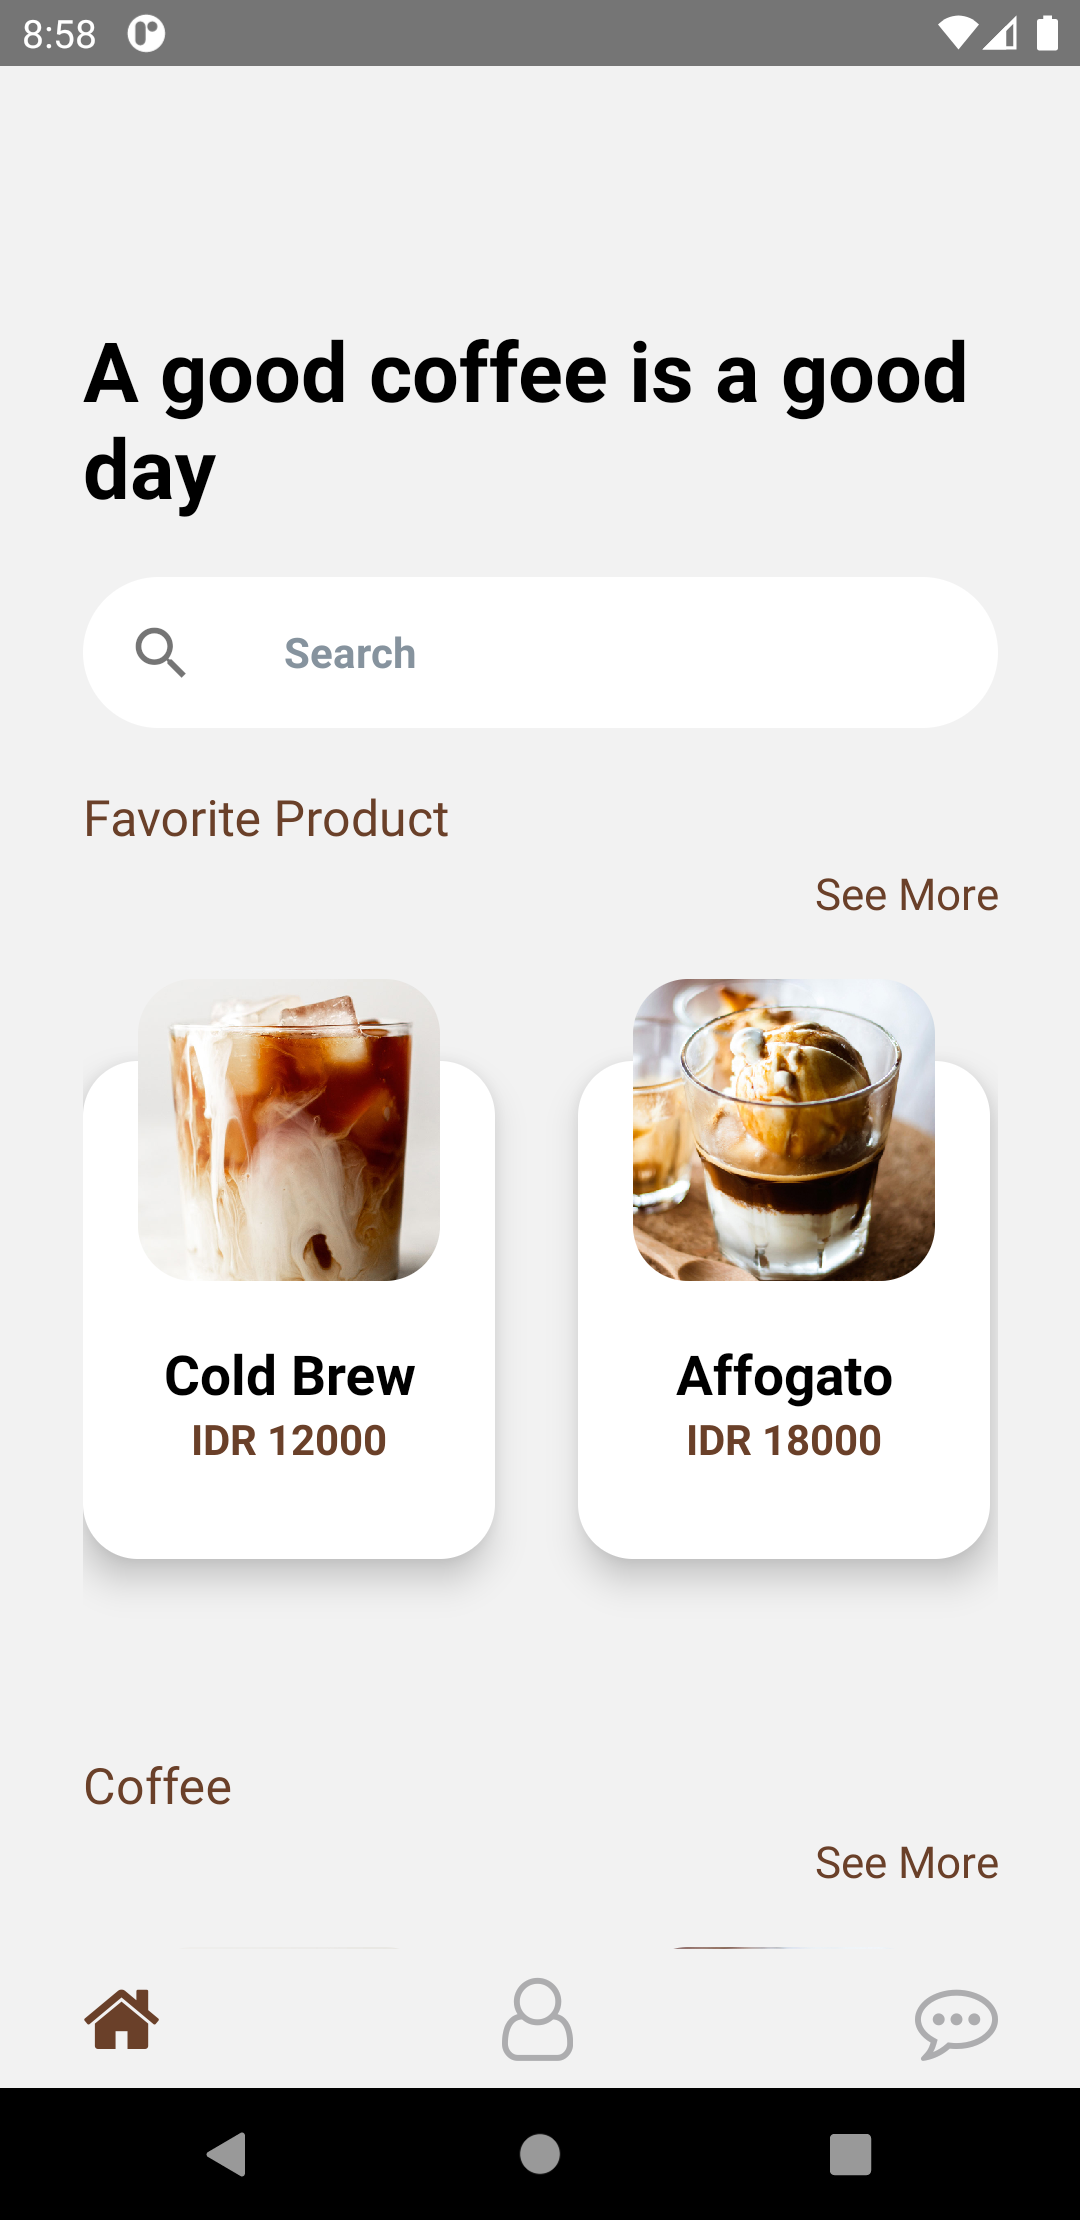 8:58
A good coffee is a good
day
Search
Favorite Product
See More
Cold Brew
IDR 12000
Affogato
IDR 18000
Coffee
See More